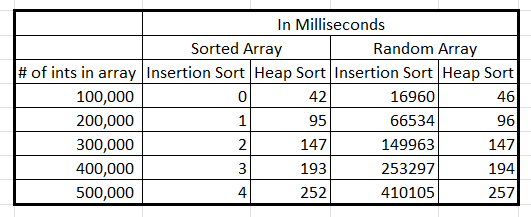 In Milliseconds
Sorted Array Random Array
# of ints in array Insertion Sort Heap Sort Insertion Sort Heap Sort
100,000 0 42 16960 46
200,000 1 95 66534 96
300,000 2 147 149963 147
400,000 3 193 253297 194
500,000 4 252 410105 257